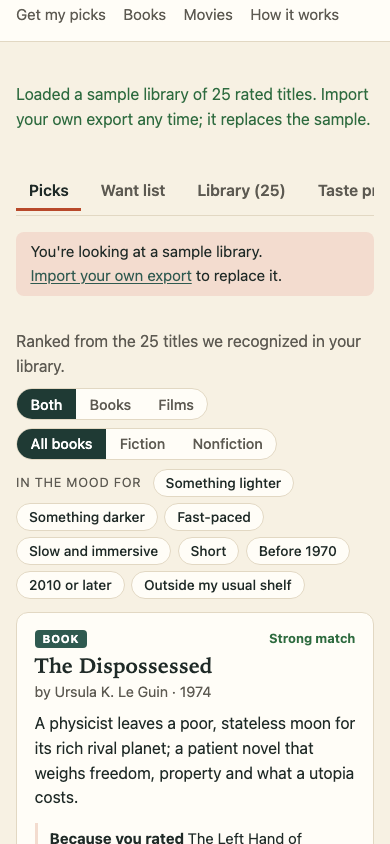 Get my picks Books Movies How it works
Loaded a sample library of 25 rated titles. Import
your own export any time; it replaces the sample.
Picks Want list Library (25) Taste
You're looking at a sample library.
Import your own export to replace it.
Ranked from the 25 titles we recognized in your
library.
Both Books Films
All books Fiction Nonfiction
IN THE MOOD FOR Something lighter
Something darker Fast-paced
Slow and immersive Short Before 1970
2010 or later Outside my usual shelf
BOOK Strong match
The Dispossessed
by Ursula K. Le Guin · 1974
A physicist leaves a poor, stateless moon for
its rich rival planet; a patient novel that
weighs freedom, property and what a utopia
costs.
Because you rated The Left Hand of